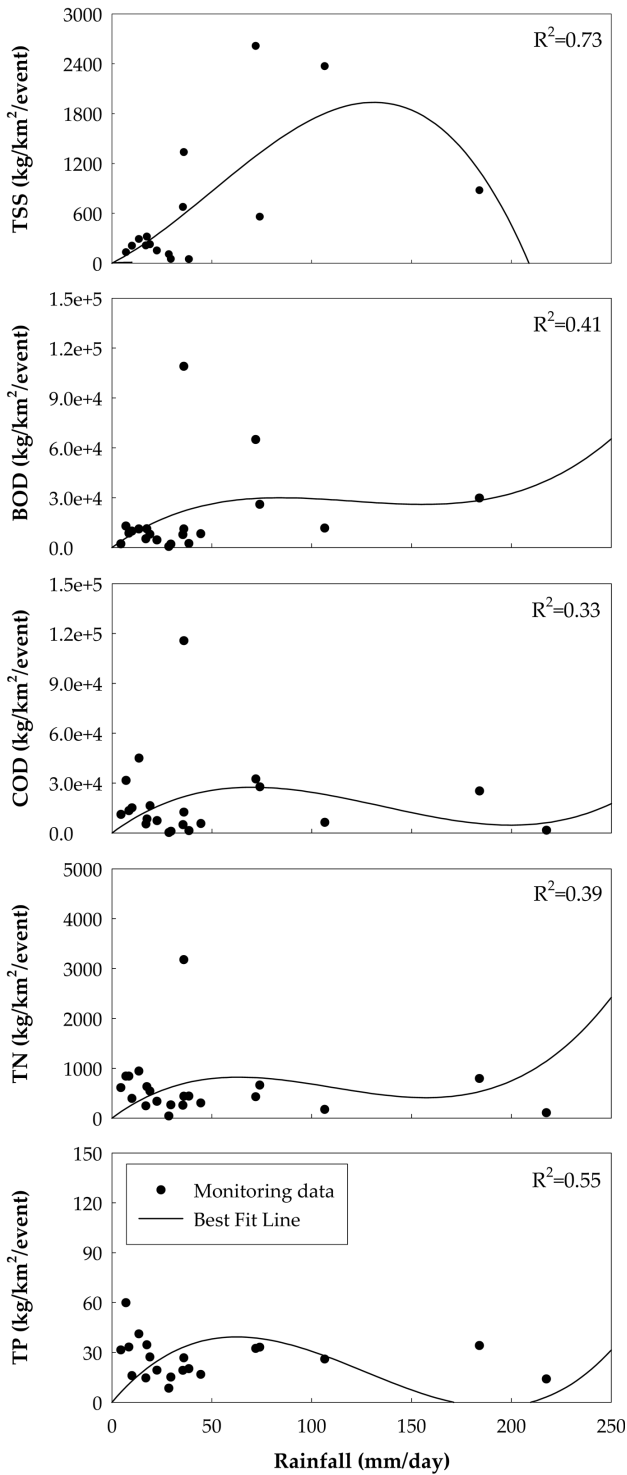 3000
2400
1800
1200
600
0
TSS (kg/km²/event)
R²=0.73
1.5e+5
1.2e+5
9.0e+4
6.0e+4
3.0e+4
0.0
BOD (kg/km²/event)
R²=0.41
1.5e+5
1.2e+5
9.0e+4
6.0e+4
3.0e+4
0.0
COD (kg/km²/event)
R²=0.33
5000
4000
3000
2000
1000
0
TN (kg/km²/event)
R²=0.39
150
120
90
60
30
0
TP (kg/km²/event)
R²=0.55
Monitoring data
Best Fit Line
0 50 100 150 200 250
Rainfall (mm/day)